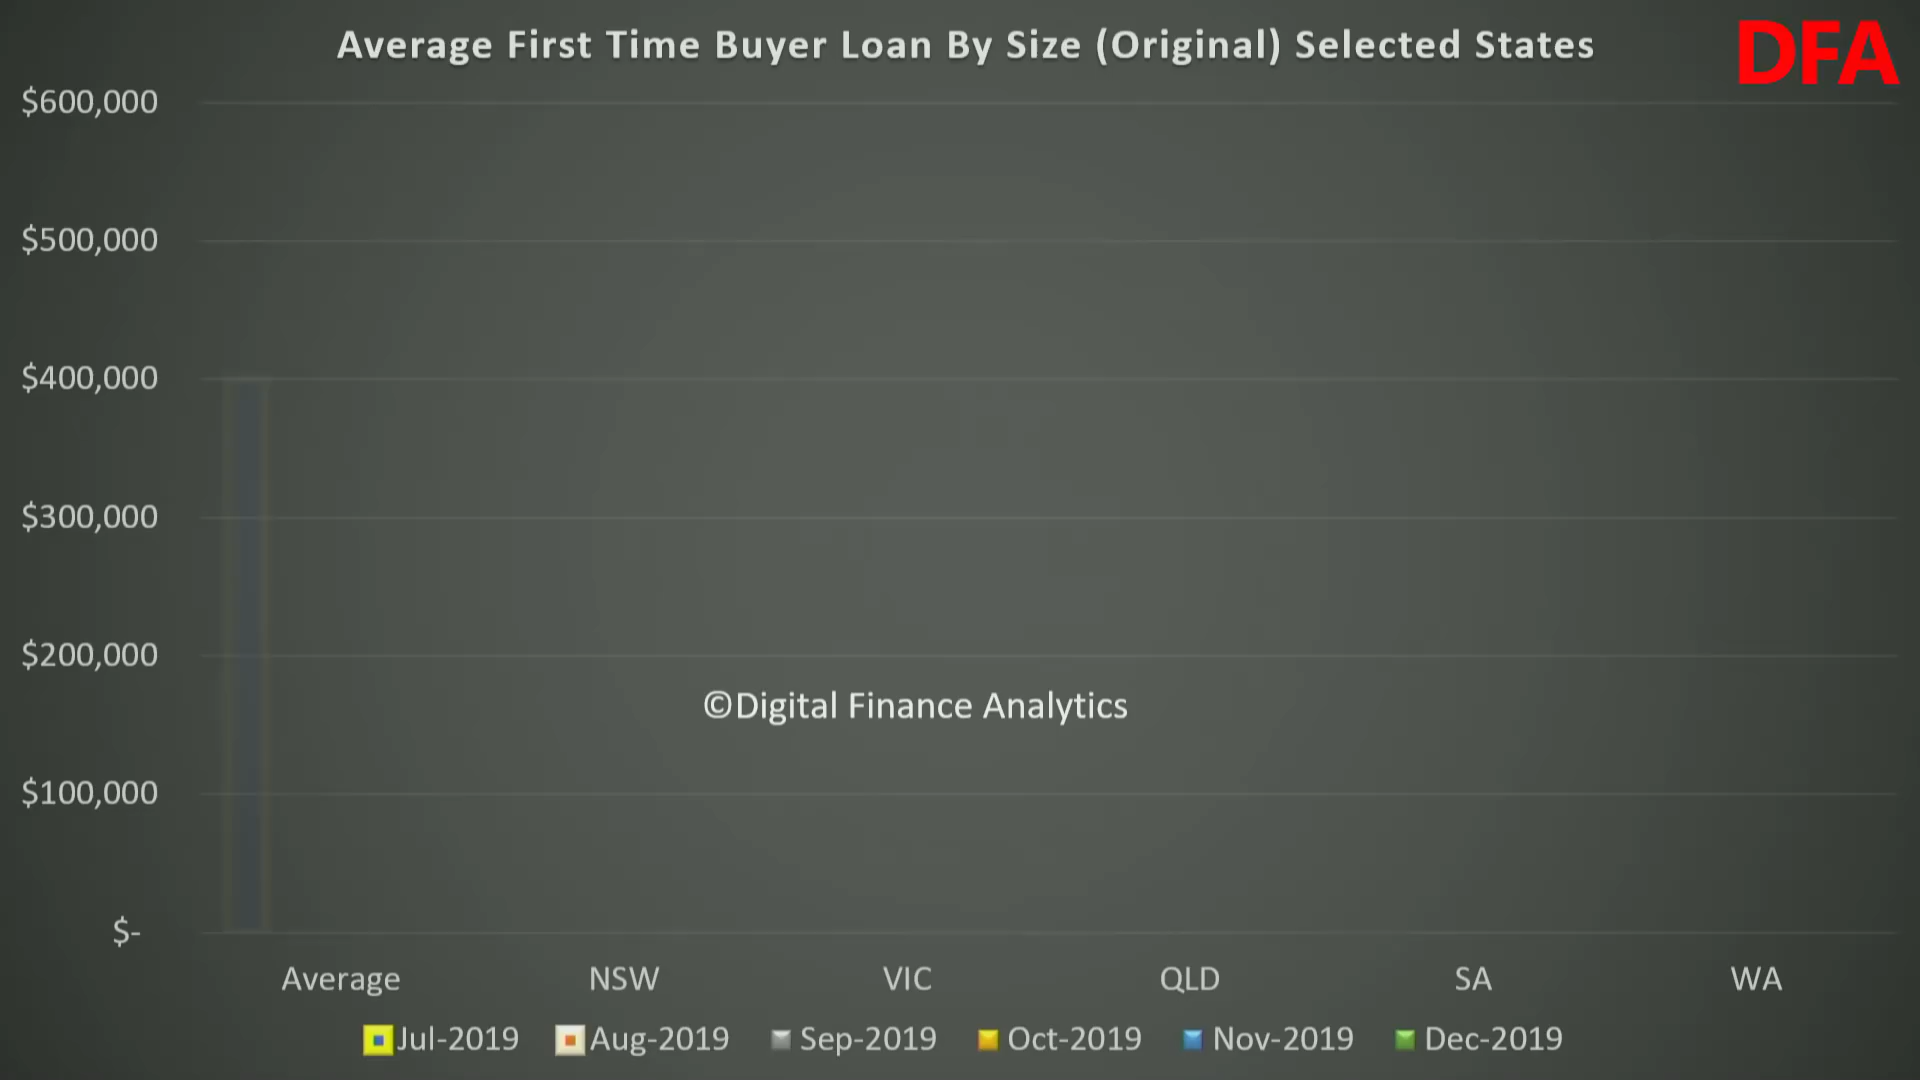 Average First Time Buyer Loan By Size (Original) Selected States
DFA
$600,000
$500,000
$400,000
$300,000
$200,000
©Digital Finance Analytics
$100,000
$-
Average NSW VIC QLD SA WA
Jul-2019 Aug-2019 Sep-2019 Oct-2019 Nov-2019 Dec-2019